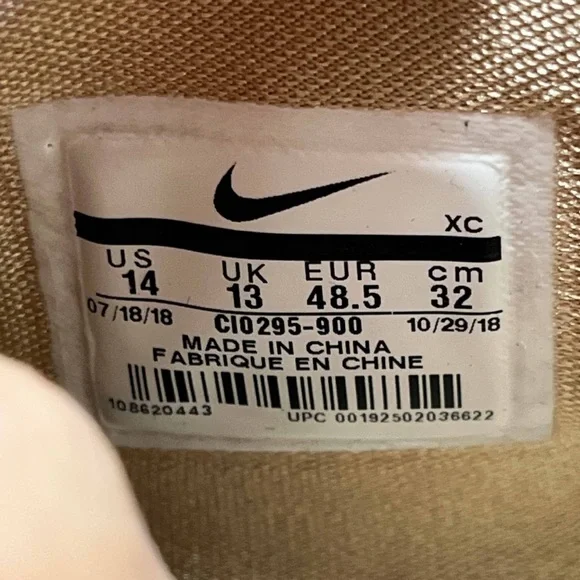 XC
US UK EUR cm
14 13 48.5 32
07/18/18 CI0295-900 10/29/18
MADE IN CHINA
FABRIQUE EN CHINE
108620443 UPC 00192502036622